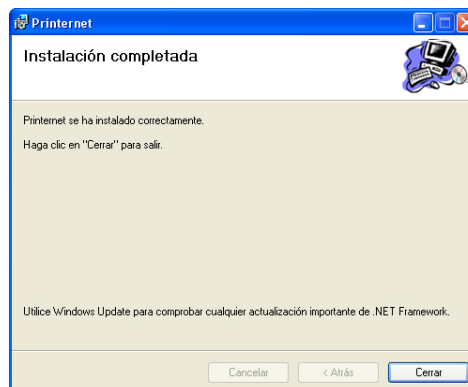 Printernet
Instalación completada
Printernet se ha instalado correctamente.
Haga clic en "Cerrar" para salir.
Utilice Windows Update para comprobar cualquier actualización importante de .NET Framework.
Cancelar
< Atrás
Cerrar